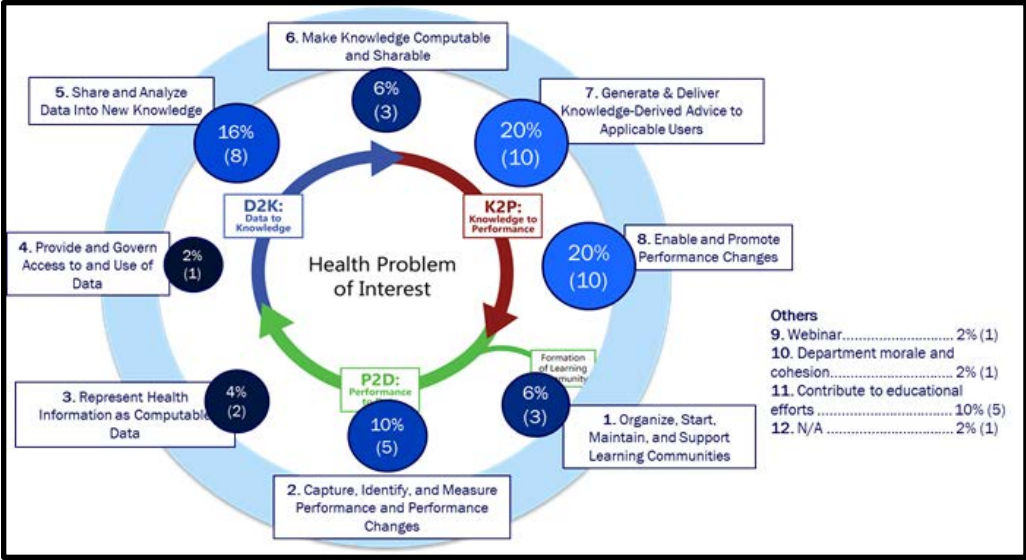 6. Make Knowledge Computable
and Sharable
6%
(3)
5. Share and Analyze
Data Into New Knowledge
16%
(8)
7. Generate & Deliver
Knowledge-Derived Advice to
Applicable Users
20%
(10)
D2K:
Data to
Knowledge
K2P:
Knowledge to
Performance
4. Provide and Govern
Access to and Use of
Data
2%
(1)
Health Problem
of Interest
8. Enable and Promote
Performance Changes
20%
(10)
Others
9. Webinar.......................... 2% (1)
10. Department morale and
cohesion............................. 2% (1)
11. Contribute to educational
efforts ............................ 10% (5)
12. N/A ............................. 2% (1)
3. Represent Health
Information as Computable
Data
4%
(2)
P2D:
Performance
to
10%
(5)
Formation
of Learning
6%
(3)
1. Organize, Start,
Maintain, and Support
Learning Communities
2. Capture, Identify, and Measure
Performance and Performance
Changes